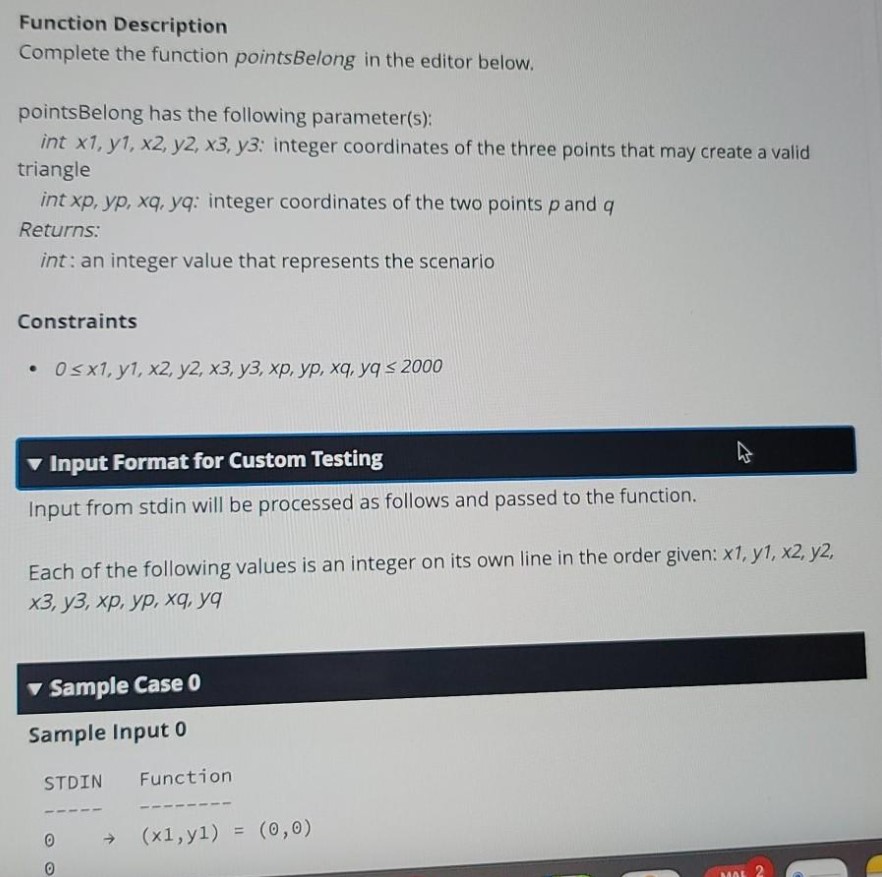 Function Description
Complete the function pointsBelong in the editor below.
pointsBelong has the following parameter(s):
int x1, y1, x2, y2, x3, y3: integer coordinates of the three points that may create a valid
triangle
int xp, yp, xq, yq: integer coordinates of the two points p and q
Returns:
int: an integer value that represents the scenario
Constraints
• 0 ≤ x1, y1, x2, y2, x3, y3, xp, yp, xq, yq ≤ 2000
▼ Input Format for Custom Testing
Input from stdin will be processed as follows and passed to the function.
Each of the following values is an integer on its own line in the order given: x1, y1, x2, y2,
x3, y3, xp, yp, xq, yq
▼ Sample Case 0
Sample Input 0
STDIN Function
----- --------
0 → (x1,y1) = (0,0)
0
2